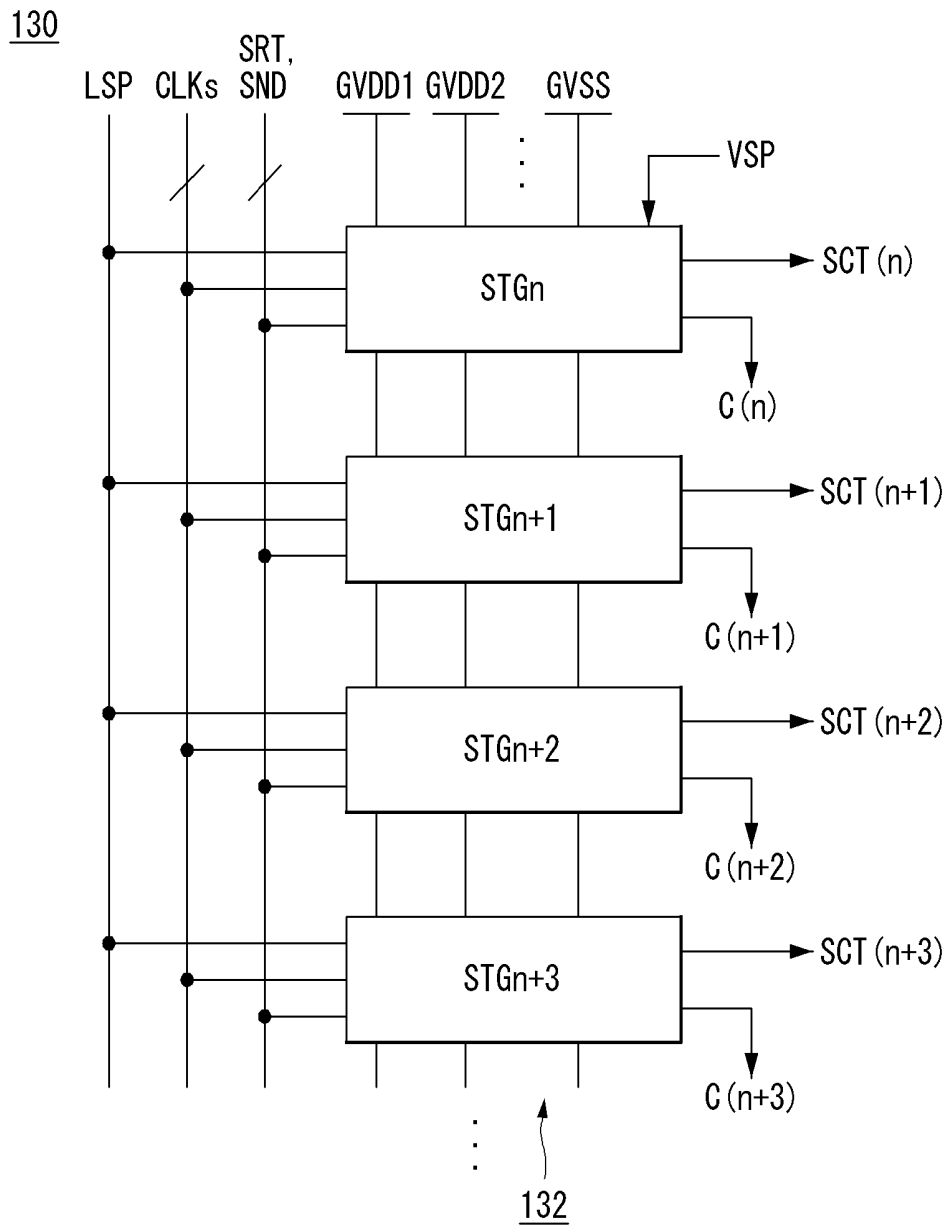 130
SRT,
LSP CLKs SND GVDD1 GVDD2 GVSS
VSP
STGn
SCT(n)
C(n)
STGn+1
SCT(n+1)
C(n+1)
STGn+2
SCT(n+2)
C(n+2)
STGn+3
SCT(n+3)
C(n+3)
132